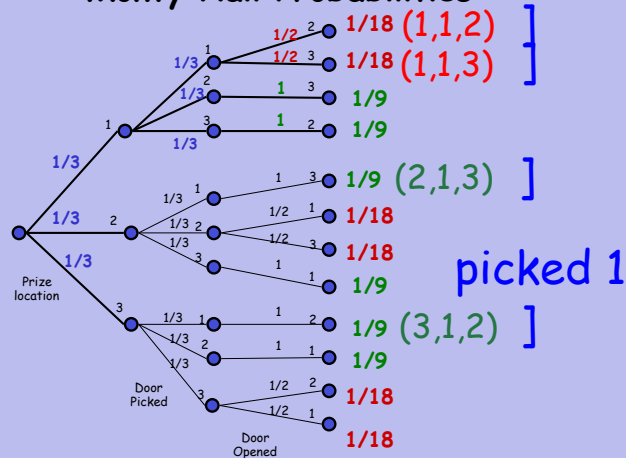 Monty Hall Probabilities
1/2 2 1/18 (1,1,2) ]
1 1/2 3 1/18 (1,1,3) ]
1/3
2 1/3 1 3 1/9
1 3 1/3 1 2 1/9
1/3
1/3 1 1 3 1/9 (2,1,3) ]
1/3 2 1/3 2 1/2 1 1/18
1/3 1/2 3 1/18
1/3 3 1 1 1/9
picked 1
Prize
location
3 1/3 1 1 2 1/9 (3,1,2) ]
1/3 2 1 1 1/9
1/3
Door
Picked
3 1/2 2 1/18
1/2 1 1/18
Door
Opened